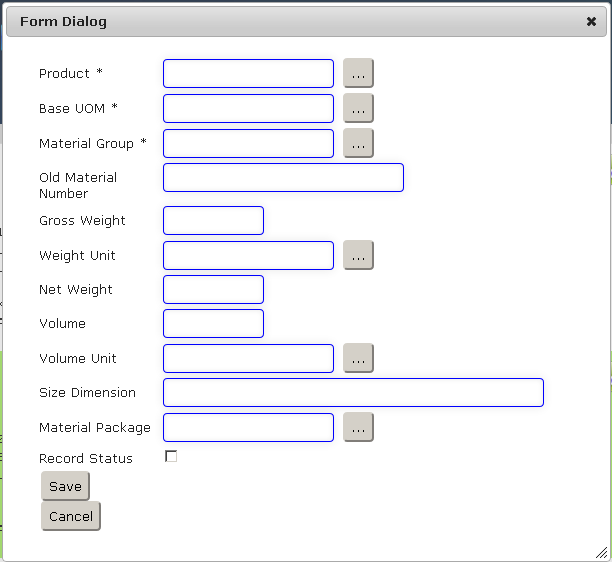 Form Dialog
Product *
...
Base UOM *
...
Material Group *
...
Old Material
Number
Gross Weight
Weight Unit
...
Net Weight
Volume
Volume Unit
...
Size Dimension
Material Package
...
Record Status
Save
Cancel